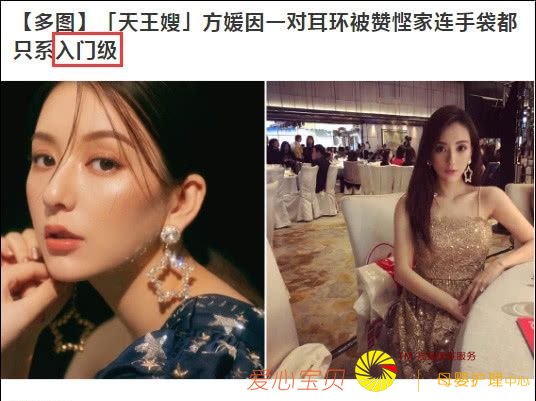 【多图】「天王嫂」方媛因一对耳环被赞悭家连手袋都
只系入门级
爱心宝贝 | 母婴护理中心